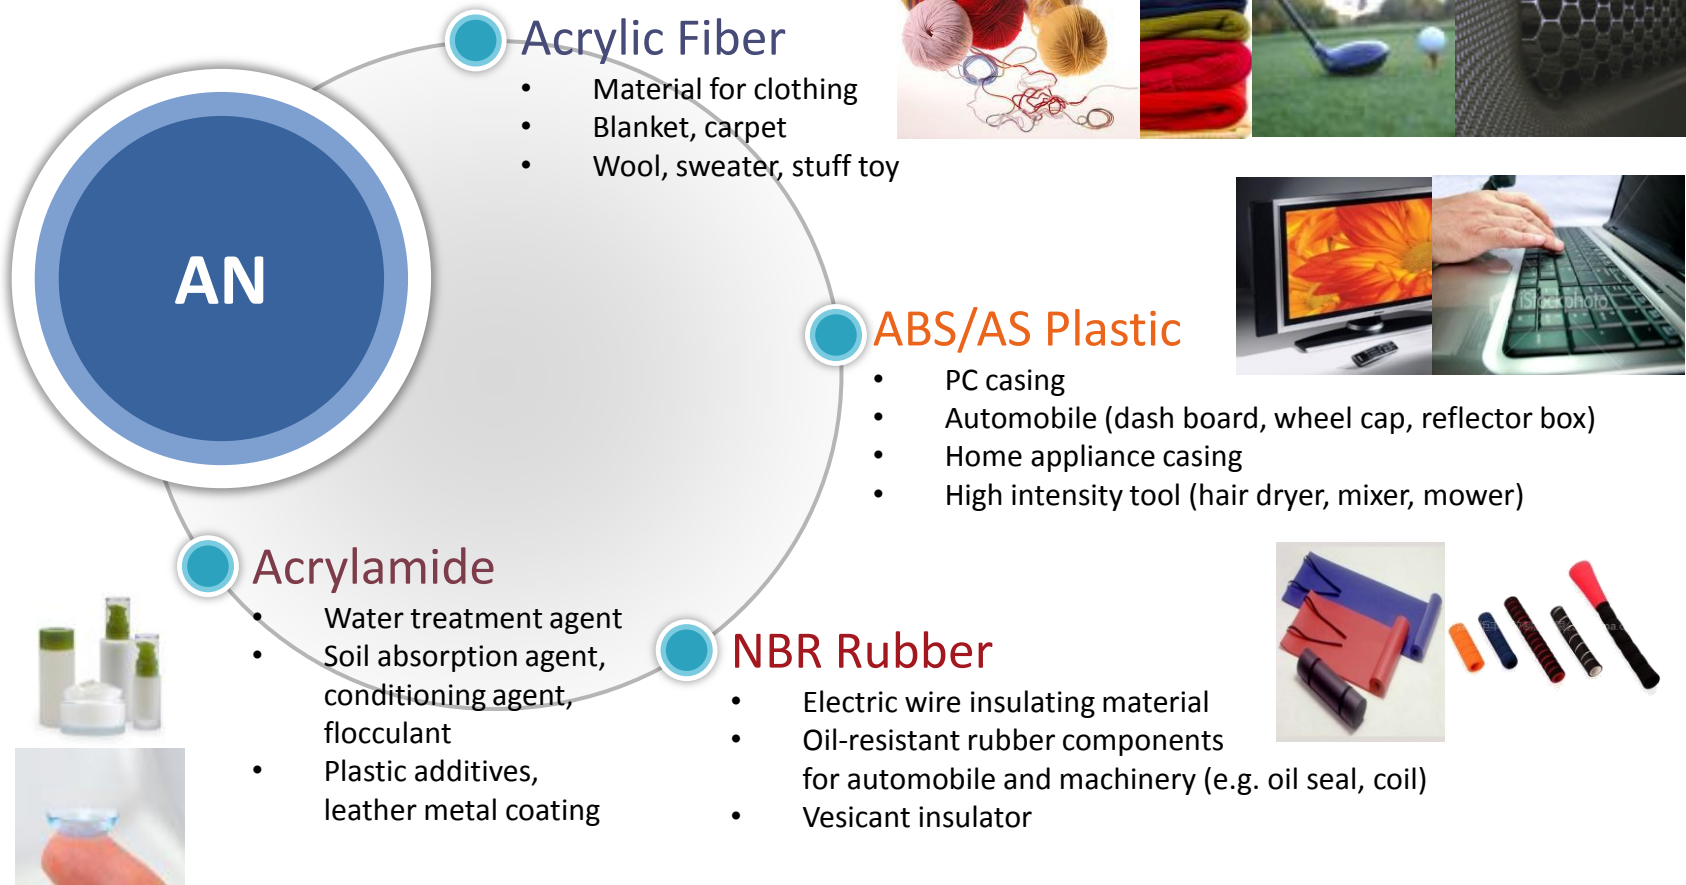 AN
Acrylic Fiber
• Material for clothing
• Blanket, carpet
• Wool, sweater, stuff toy
ABS/AS Plastic
• PC casing
• Automobile (dash board, wheel cap, reflector box)
• Home appliance casing
• High intensity tool (hair dryer, mixer, mower)
iStockphoto
Acrylamide
• Water treatment agent
• Soil absorption agent,
conditioning agent,
flocculant
• Plastic additives,
leather metal coating
NBR Rubber
• Electric wire insulating material
• Oil-resistant rubber components
for automobile and machinery (e.g. oil seal, coil)
• Vesicant insulator